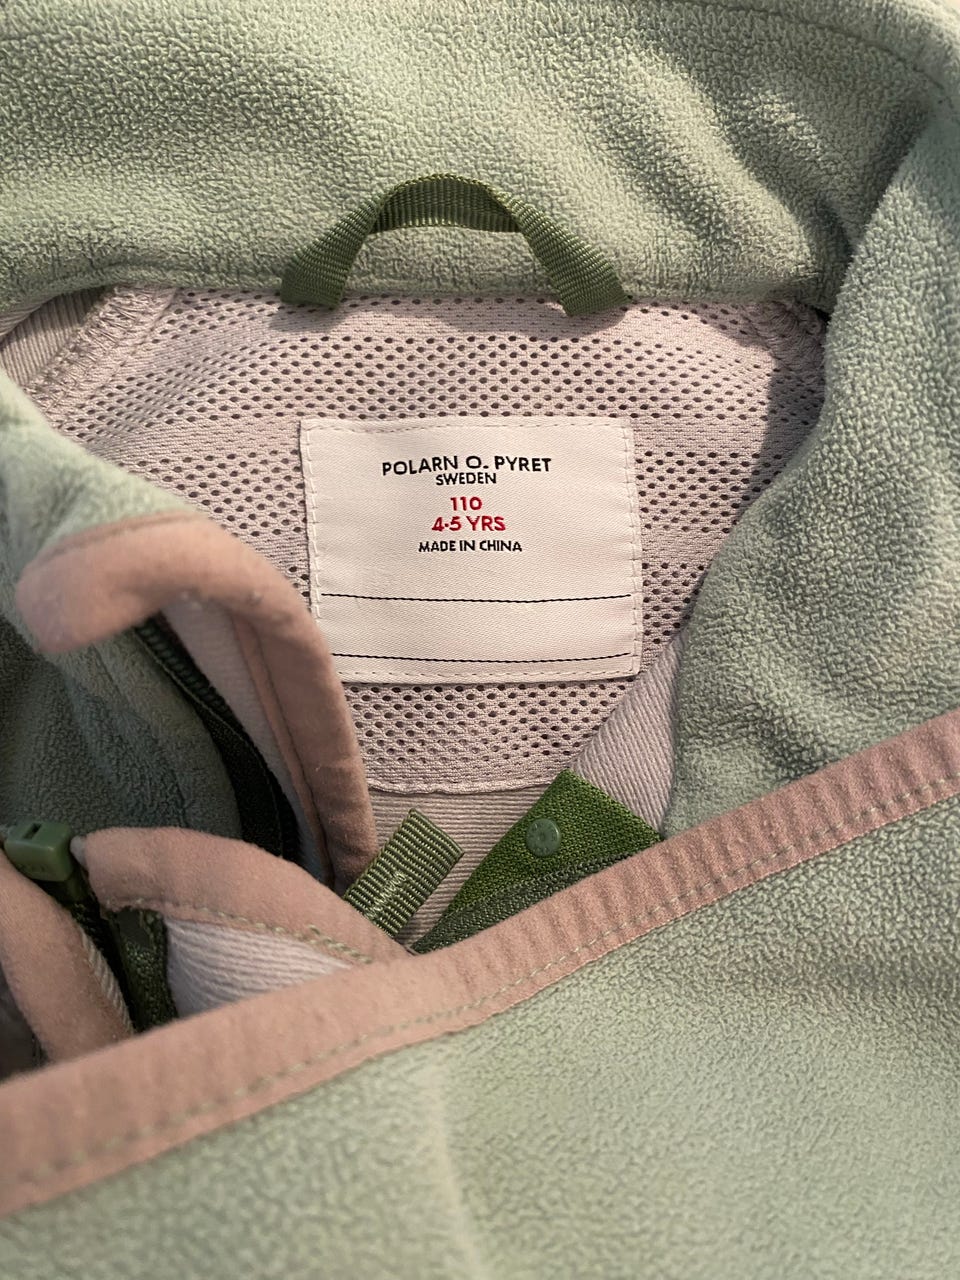 POLARN O. PYRET
SWEDEN
110
4-5 YRS
MADE IN CHINA